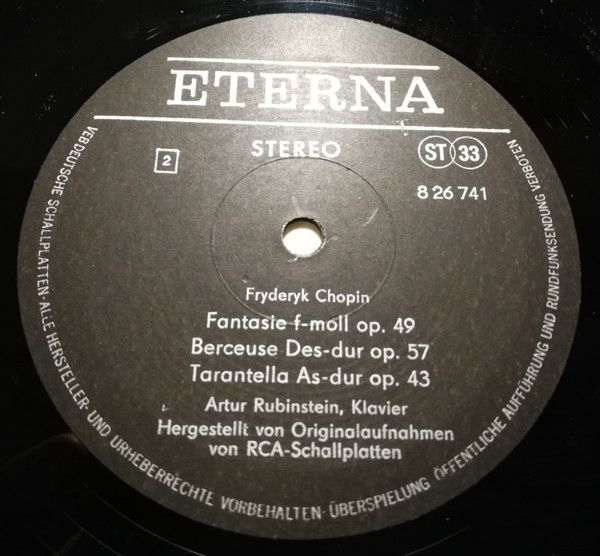 ETERNA
STEREO
ST 33
2
8 26 741
Fryderyk Chopin
Fantasie f-moll op. 49
Berceuse Des-dur op. 57
Tarantella As-dur op. 43
Artur Rubinstein, Klavier
Hergestellt von Originalaufnahmen
von RCA-Schallplatten
VEB DEUTSCHE SCHALLPLATTEN · ALLE HERSTELLER- UND URHEBERRECHTE VORBEHALTEN · ÜBERSPIELUNG ÖFFENTLICHE AUFFÜHRUNG UND RUNDFUNKSENDUNG VERBOTEN